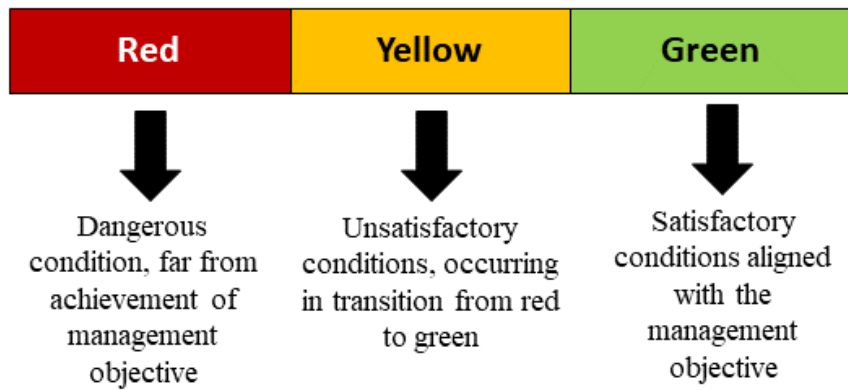 Red
Yellow
Green
Dangerous
condition, far from
achievement of
management
objective
Unsatisfactory
conditions, occurring
in transition from red
to green
Satisfactory
conditions aligned
with the
management
objective